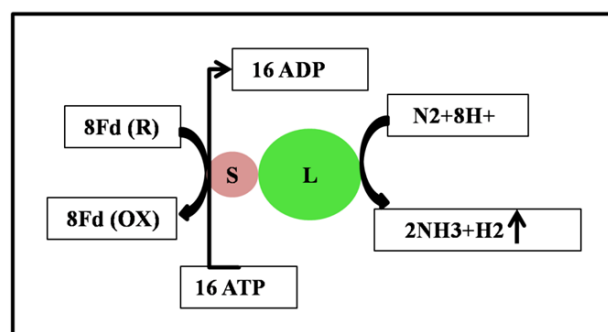 16 ADP
8Fd (R)
N2+8H+
S
L
8Fd (OX)
2NH3+H2
16 ATP